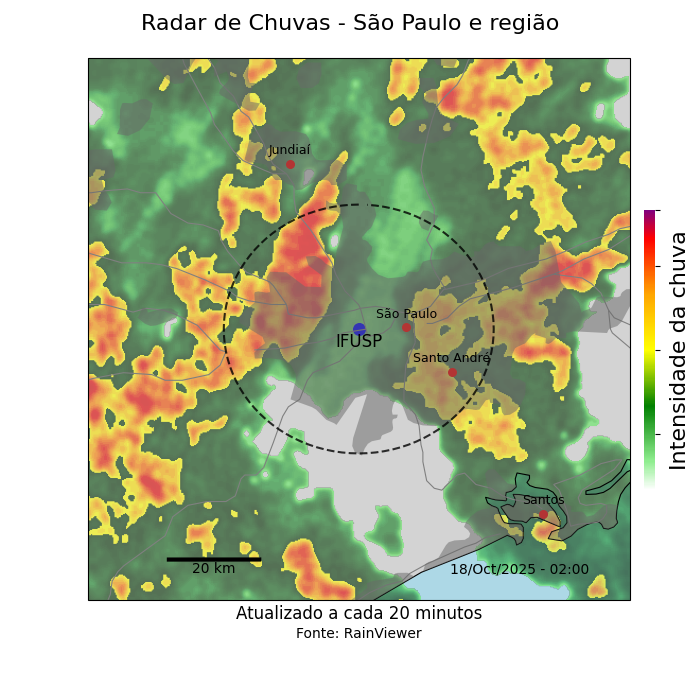 Radar de Chuvas - São Paulo e região
Jundiaí
São Paulo
IFUSP
Santo André
Santos
20 km
18/Oct/2025 - 02:00
Intensidade da chuva
Atualizado a cada 20 minutos
Fonte: RainViewer